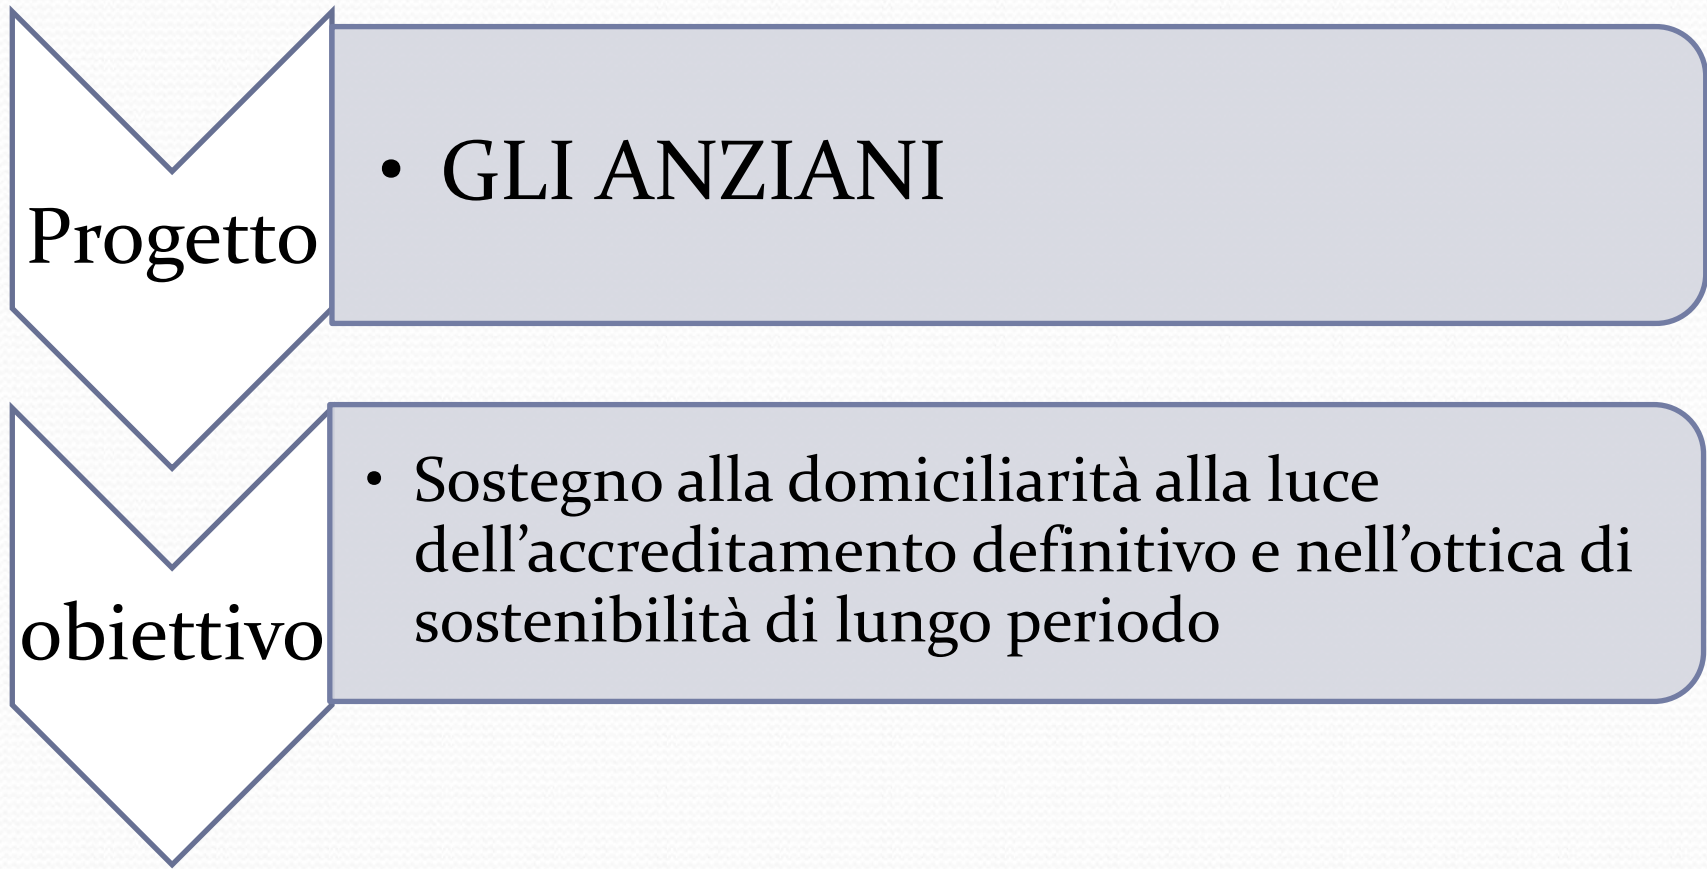 Progetto
• GLI ANZIANI
obiettivo
• Sostegno alla domiciliarità alla luce
dell’accreditamento definitivo e nell’ottica di
sostenibilità di lungo periodo